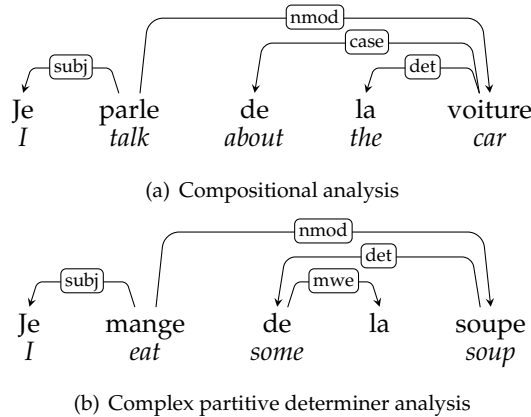 nmod
case
subj
det
Je parle de la voiture
I talk about the car
(a) Compositional analysis
nmod
det
subj
mwe
Je mange de la soupe
I eat some soup
(b) Complex partitive determiner analysis